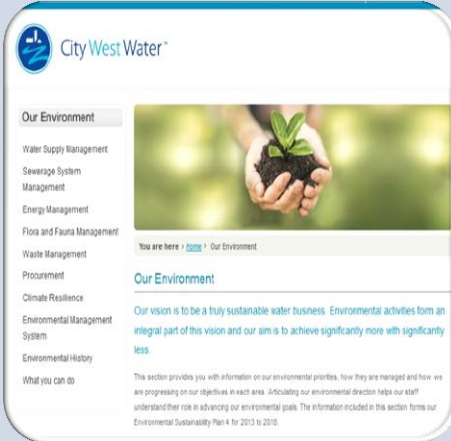 City West Water™
Our Environment
Water Supply Management
Sewerage System
Management
Energy Management
Flora and Fauna Management
Waste Management
Procurement
Climate Resilience
Environmental Management
System
Environmental History
What you can do
You are here > Home > Our Environment
Our Environment
Our vision is to be a truly sustainable water business. Environmental activities form an
integral part of this vision and our aim is to achieve significantly more with significantly
less.
This section provides you with information on our environmental priorities, how they are managed and how we
are progressing on our objectives in each area. Articulating our environmental direction helps our staff
understand their role in advancing our environmental goals. The information included in this section forms our
Environmental Sustainability Plan 4 for 2013 to 2018.